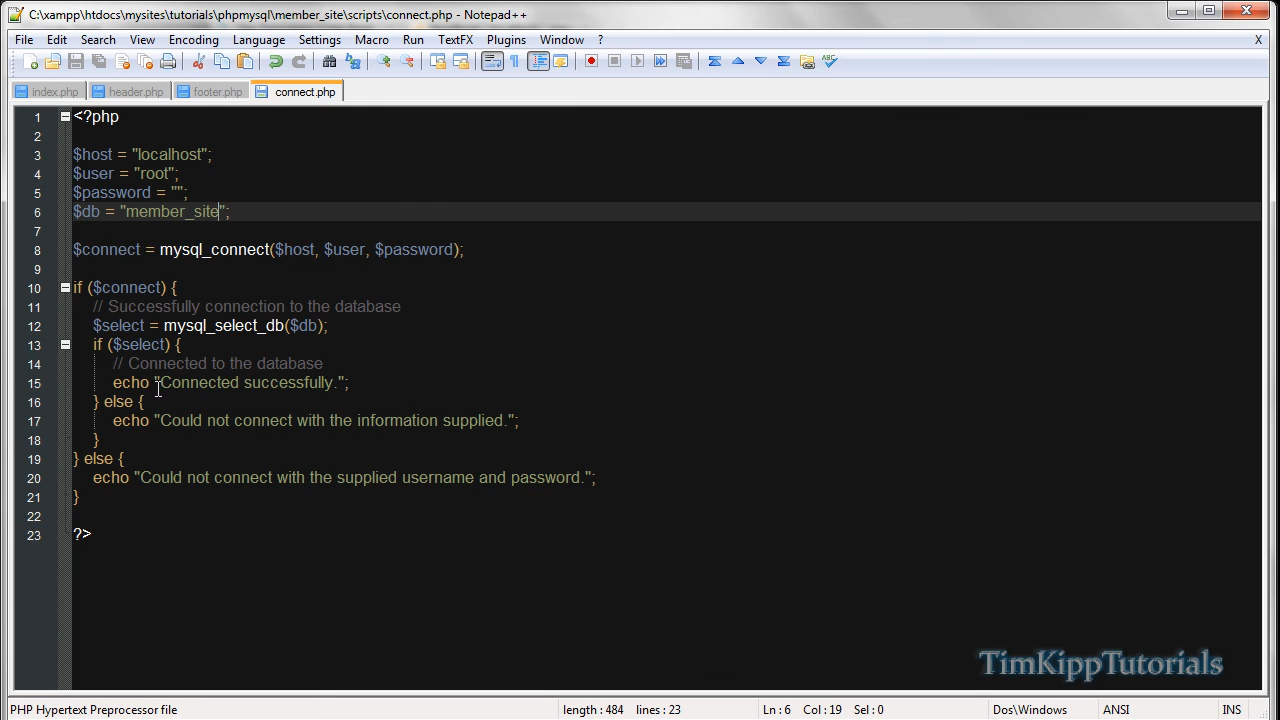 C:\xampp\htdocs\mysites\tutorials\phpmysql\member_site\scripts\connect.php - Notepad++
File Edit Search View Encoding Language Settings Macro Run TextFX Plugins Window ? X
index.php header.php footer.php connect.php
1 <?php
2
3 $host = "localhost";
4 $user = "root";
5 $password = "";
6 $db = "member_site";
7
8 $connect = mysql_connect($host, $user, $password);
9
10 if ($connect) {
11 // Successfully connection to the database
12 $select = mysql_select_db($db);
13 if ($select) {
14 // Connected to the database
15 echo "Connected successfully.";
16 } else {
17 echo "Could not connect with the information supplied.";
18 }
19 } else {
20 echo "Could not connect with the supplied username and password.";
21 }
22
23 ?>
TimKippTutorials
PHP Hypertext Preprocessor file length : 484 lines : 23 Ln : 6 Col : 19 Sel : 0 Dos\Windows ANSI INS